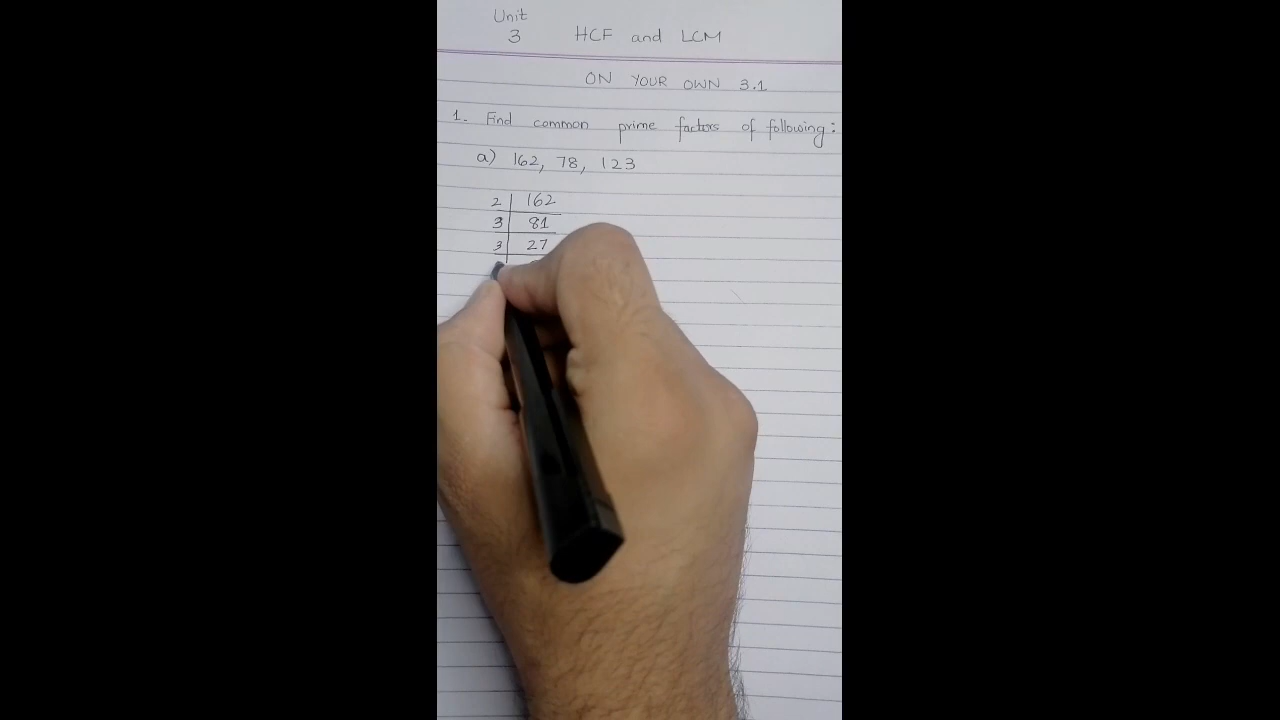 Unit
3 HCF and LCM
ON YOUR OWN 3.1
1. Find common prime factors of following:
a) 162, 78, 123
2 | 162
3 | 81
3 | 27